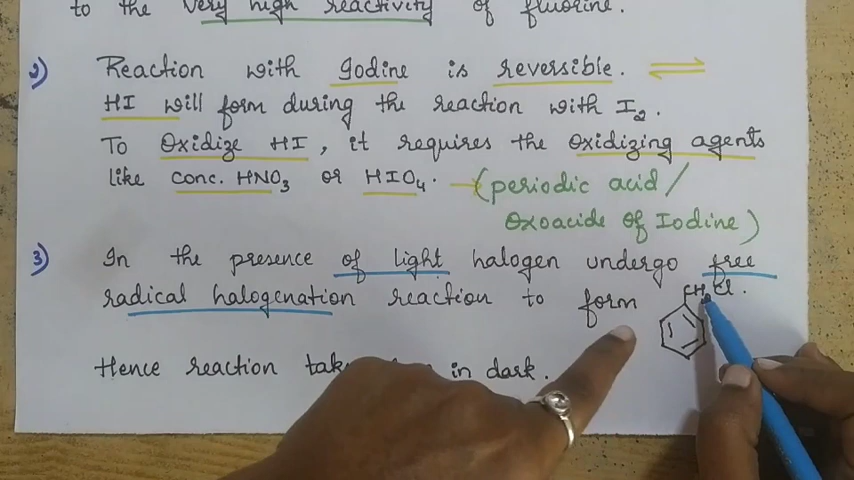 to the very high reactivity of fluorine.
2) Reaction with Iodine is reversible. ⇌
HI will form during the reaction with I2.
To Oxidize HI, it requires the Oxidizing agents
like conc. HNO3 or HIO4. → (periodic acid /
Oxoacide of Iodine)
3) In the presence of light halogen undergo free
radical halogenation reaction to form CH2Cl.
Hence reaction in dark.